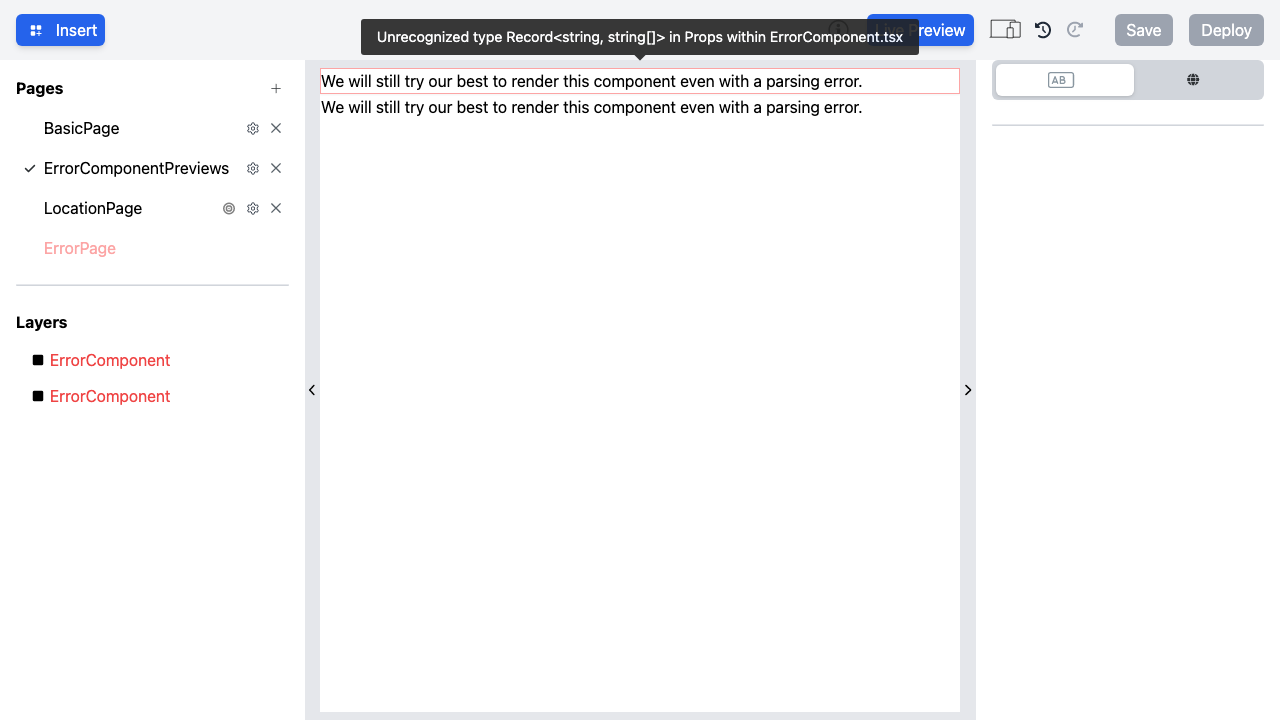 Insert
Unrecognized type Record<string, string[]> in Props within ErrorComponent.tsx
Live Preview
Save
Deploy
Pages
BasicPage
ErrorComponentPreviews
LocationPage
ErrorPage
Layers
ErrorComponent
ErrorComponent
We will still try our best to render this component even with a parsing error.
We will still try our best to render this component even with a parsing error.
AB